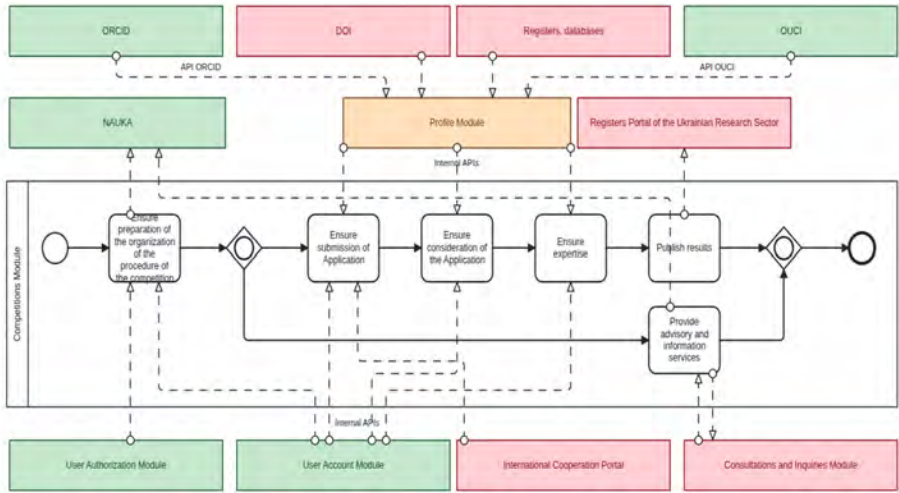 ORCID
DOI
Registers, databases
OUCI
API ORCID
API OUCI
NAUKA
Profile Module
Registers Portal of the Ukrainian Research Sector
Internal APIs
Competitions Module
Ensure
preparation of
the organization
of the
procedure of
the competition
Ensure
submission of
Application
Ensure
consideration of
the Application
Ensure
expertise
Publish results
Provide
advisory and
information
services
Internal APIs
User Authorization Module
User Account Module
International Cooperation Portal
Consultations and Inquiries Module